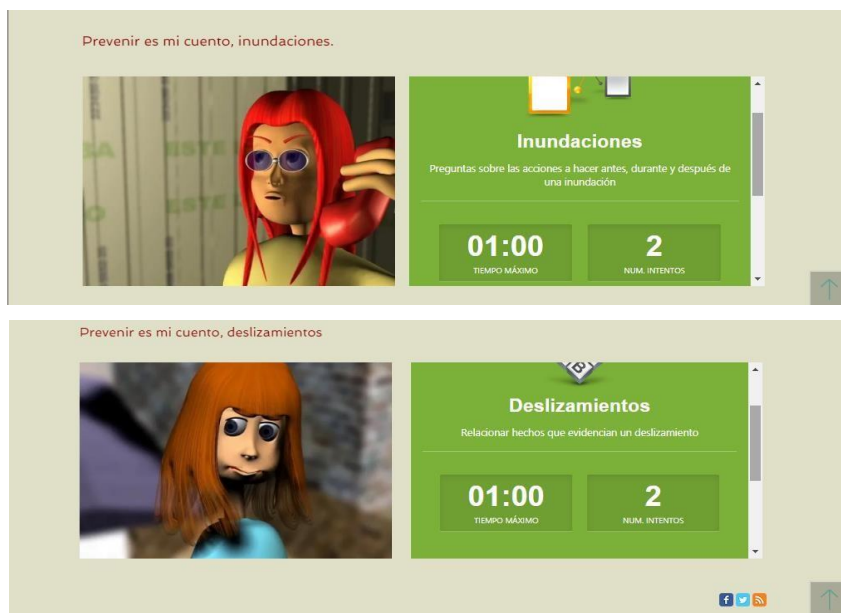 Prevenir es mi cuento, inundaciones.
ESTE
ESTE
Inundaciones
Preguntas sobre las acciones a hacer antes, durante y después de
una inundación
01:00
TIEMPO MÁXIMO
2
NUM. INTENTOS
Prevenir es mi cuento, deslizamientos
B
Deslizamientos
Relacionar hechos que evidencian un deslizamiento
01:00
TIEMPO MÁXIMO
2
NUM. INTENTOS